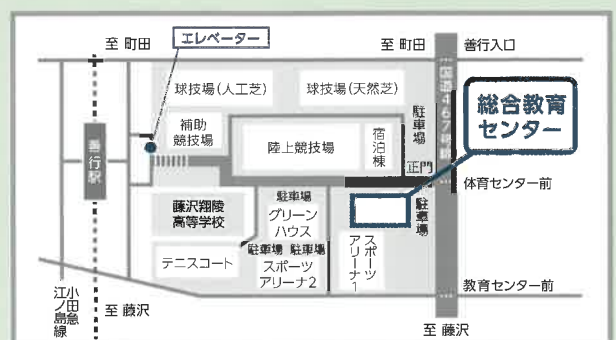 至 町田
エレベーター
至 町田
善行入口
国道467号線
球技場(人工芝)
球技場(天然芝)
総合教育
センター
補助
競技場
陸上競技場
宿泊棟
駐車場
正門
善行駅
体育センター前
藤沢翔陵
高等学校
駐車場
グリーン
ハウス
駐車場
テニスコート
駐車場
駐車場
スポーツ
アリーナ2
スポーツ
アリーナ1
教育センター前
小田急
江ノ島線
至 藤沢
至 藤沢